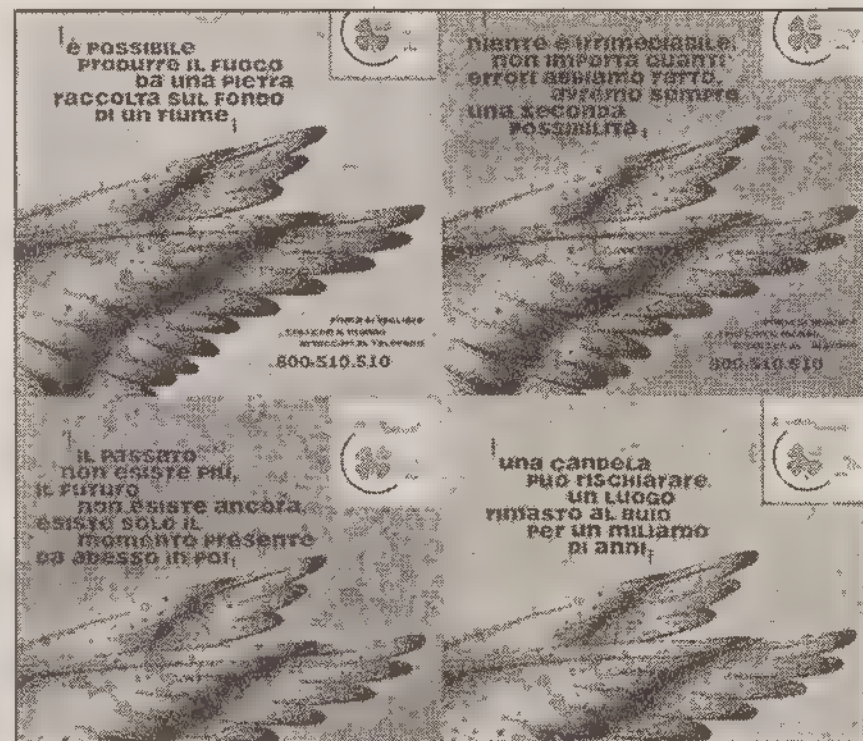 è POSSIBILE
PRODURRE IL FUOCO
DA UNA PIETRA
RACCOLTA SUL FONDO
DI UN FIUME
800-510.510
NIENTE È IRRIMEDIABILE:
NON IMPORTA QUANTI
ERRORI ABBIAMO FATTO,
AVREMO SEMPRE
UNA SECONDA
POSSIBILITÀ
800-510.510
IL PASSATO
NON ESISTE PIÙ,
IL FUTURO
NON ESISTE ANCORA,
ESISTE SOLO IL
MOMENTO PRESENTE
DA ADESSO IN POI
UNA CANDELA
PUÒ RISCHIARARE
UN LUOGO
RIMASTO AL BUIO
PER UN MILIARDO
DI ANNI